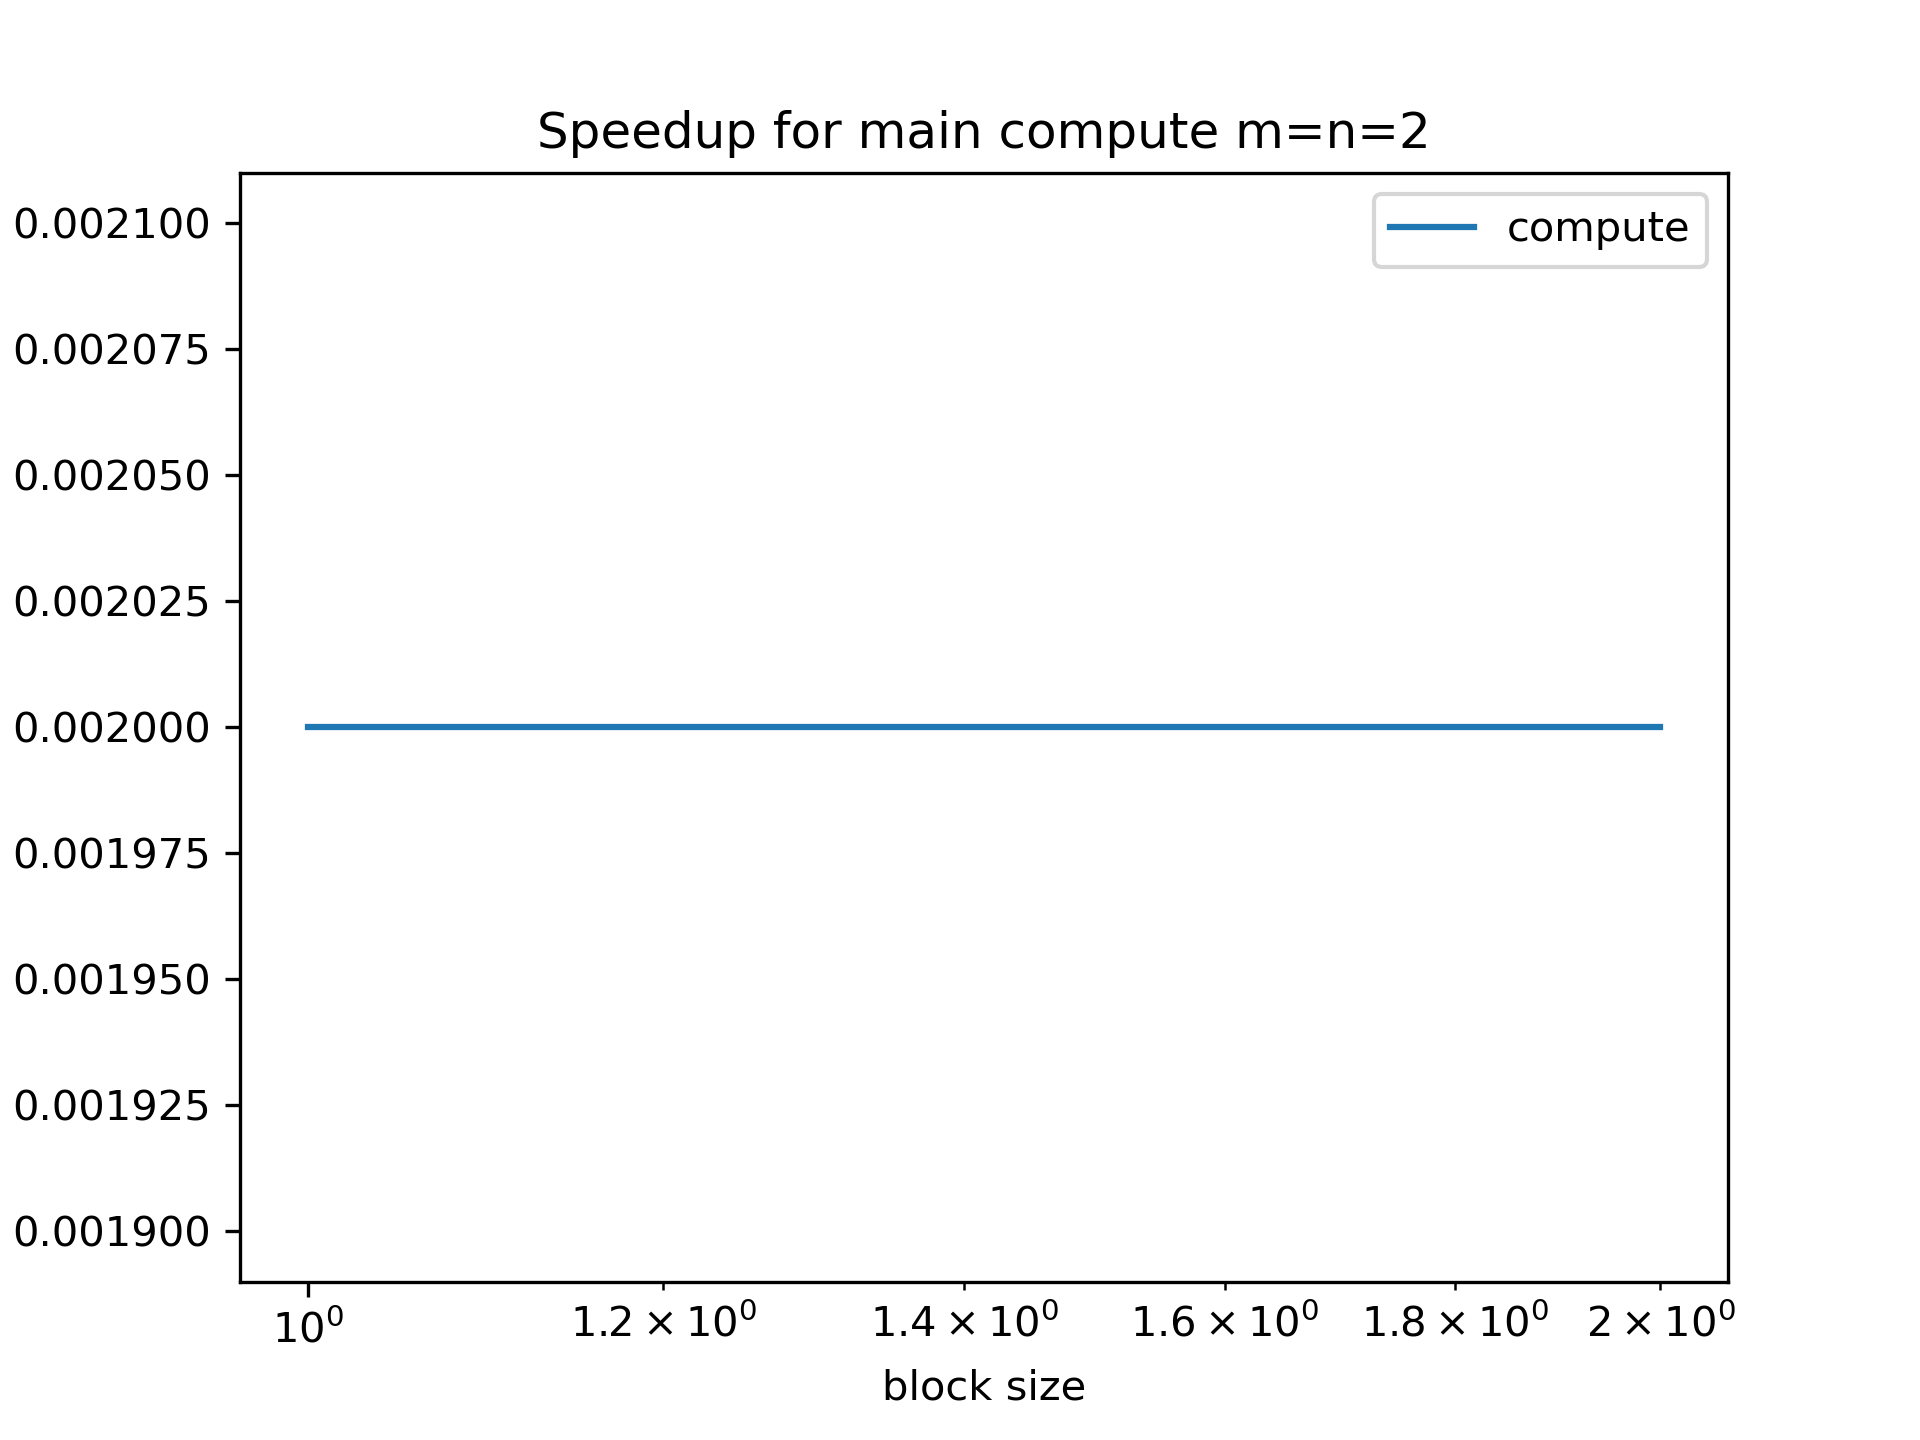 Speedup for main compute m=n=2
compute
0.002100
0.002075
0.002050
0.002025
0.002000
0.001975
0.001950
0.001925
0.001900
10⁰ 1.2 × 10⁰ 1.4 × 10⁰ 1.6 × 10⁰ 1.8 × 10⁰ 2 × 10⁰
block size